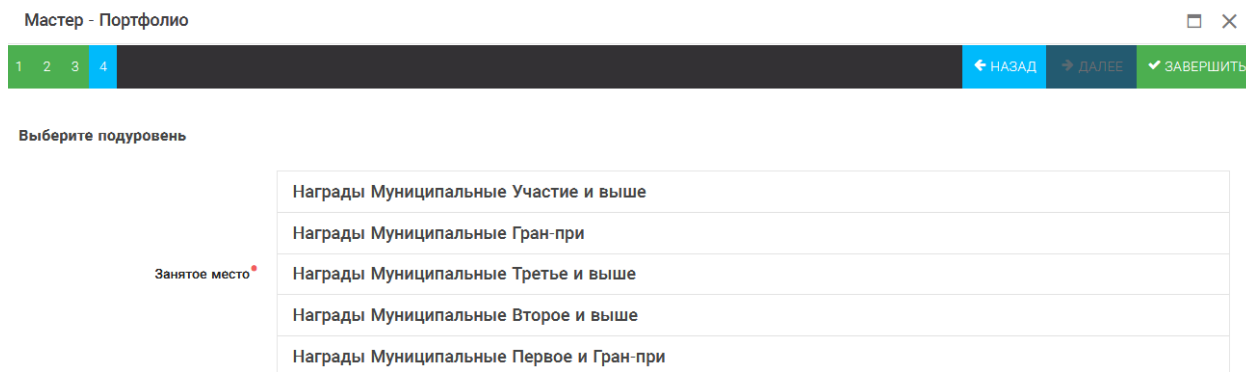 Мастер - Портфолио
1 2 3 4 НАЗАД ДАЛЕЕ ЗАВЕРШИТЬ
Выберите подуровень
Награды Муниципальные Участие и выше
Награды Муниципальные Гран-при
Занятое место
Награды Муниципальные Третье и выше
Награды Муниципальные Второе и выше
Награды Муниципальные Первое и Гран-при